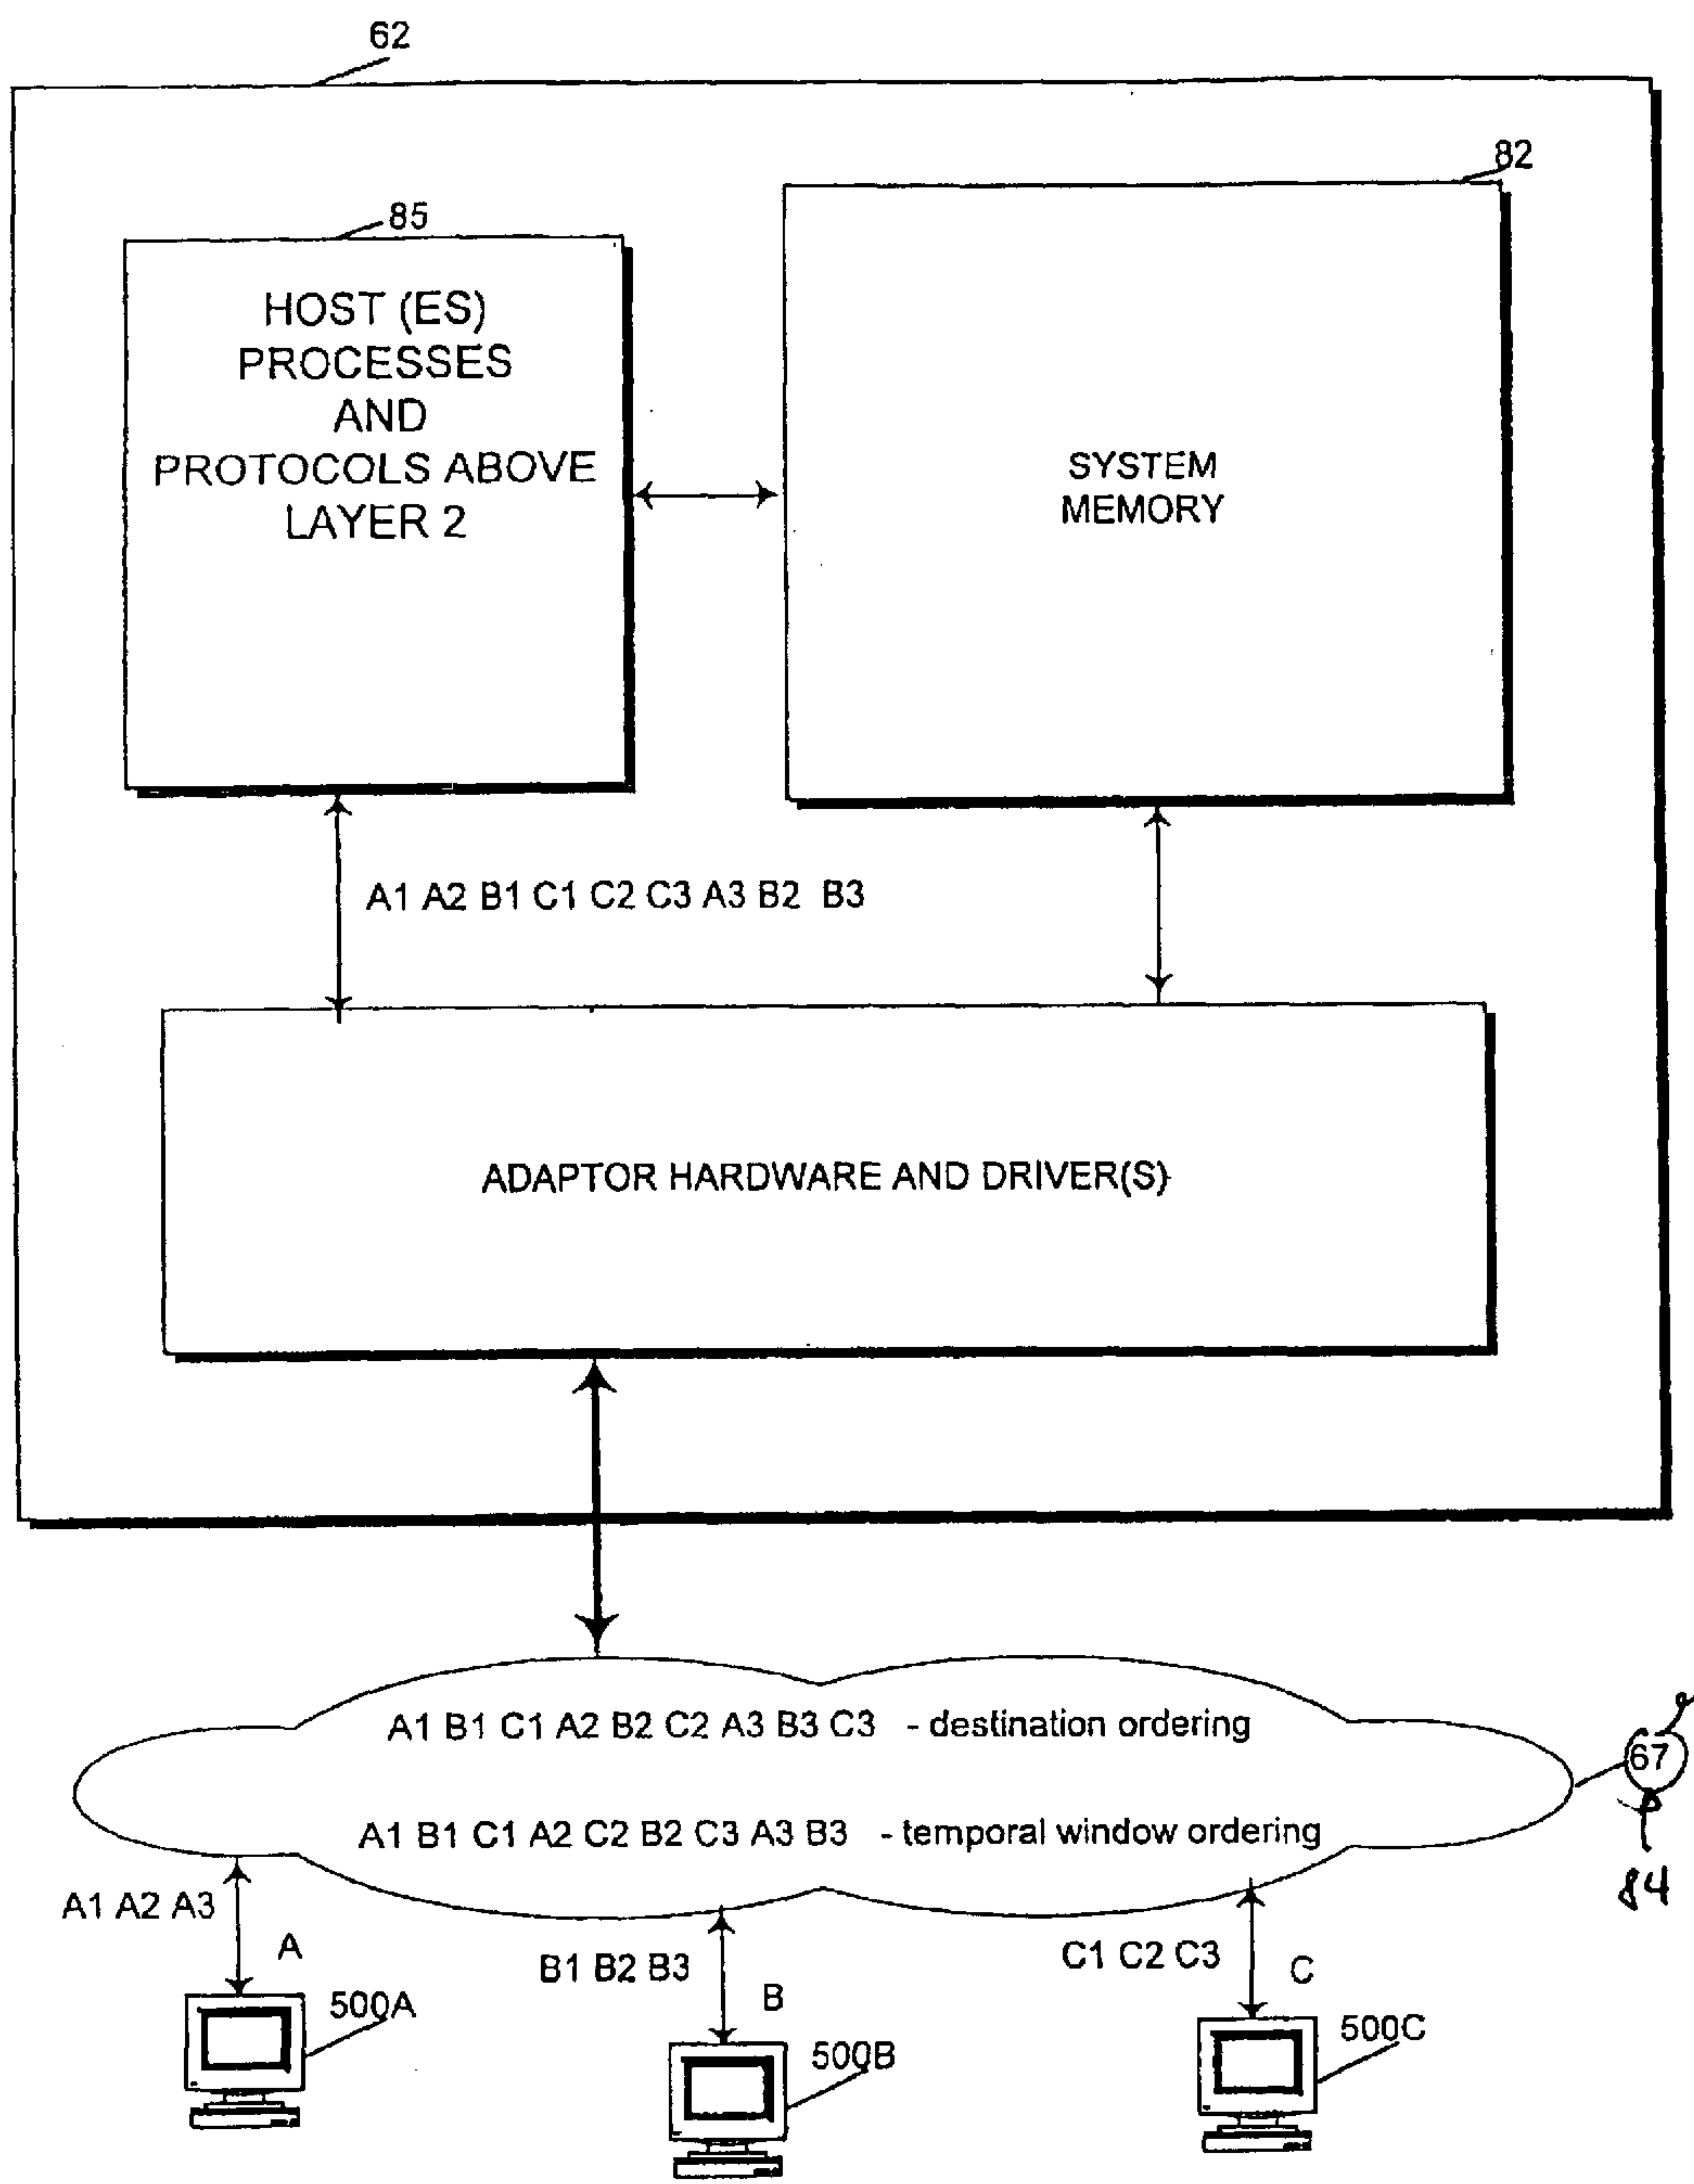 62
82
85
HOST (ES)
PROCESSES
AND
PROTOCOLS ABOVE
LAYER 2
SYSTEM
MEMORY
A1 A2 B1 C1 C2 C3 A3 B2 B3
ADAPTOR HARDWARE AND DRIVER(S)
A1 B1 C1 A2 B2 C2 A3 B3 C3 - destination ordering
67
A1 B1 C1 A2 C2 B2 C3 A3 B3 - temporal window ordering
84
A1 A2 A3
A
B1 B2 B3
B
C1 C2 C3
C
500A
500B
500C